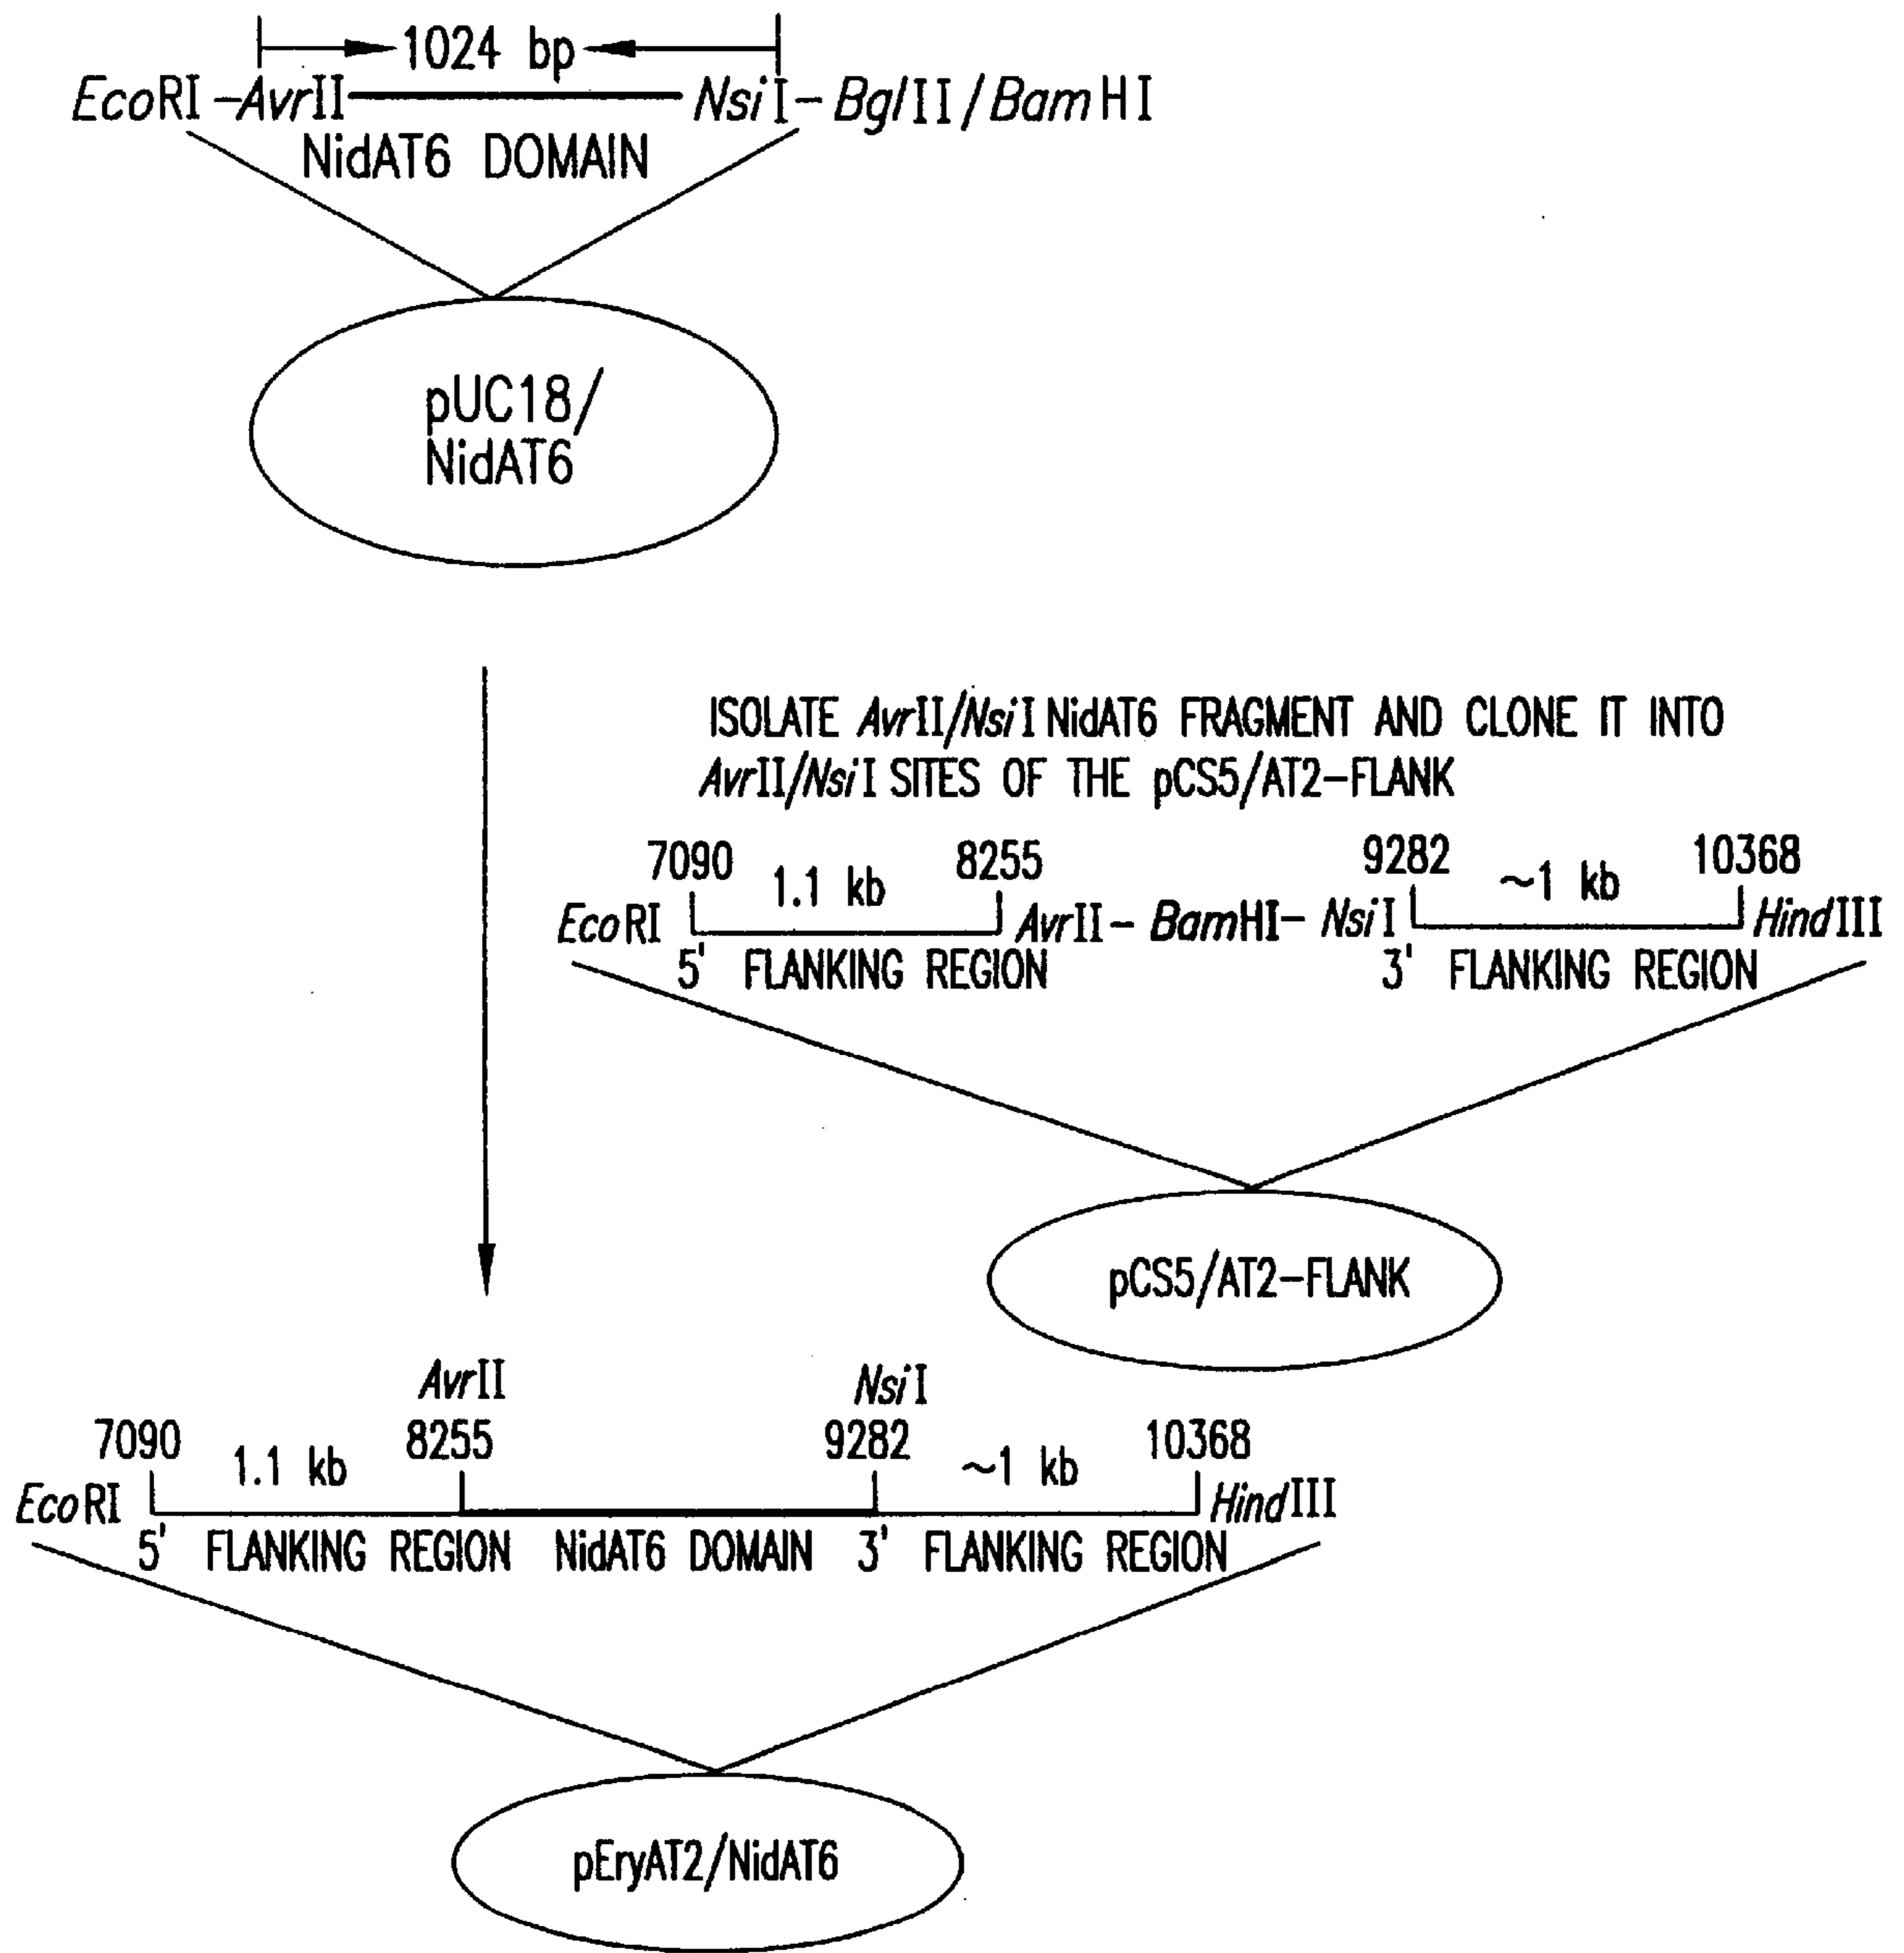 1024 bp
EcoRI-AvrII NsiI-BglII/BamHI
NidAT6 DOMAIN
pUC18/
NidAT6
ISOLATE AvrII/NsiI NidAT6 FRAGMENT AND CLONE IT INTO
AvrII/NsiI SITES OF THE pCS5/AT2-FLANK
7090 1.1 kb 8255 9282 ~1 kb 10368
EcoRI AvrII-BamHI-NsiI HindIII
5' FLANKING REGION 3' FLANKING REGION
pCS5/AT2-FLANK
AvrII NsiI
7090 1.1 kb 8255 9282 ~1 kb 10368
EcoRI HindIII
5' FLANKING REGION NidAT6 DOMAIN 3' FLANKING REGION
pEryAT2/NidAT6